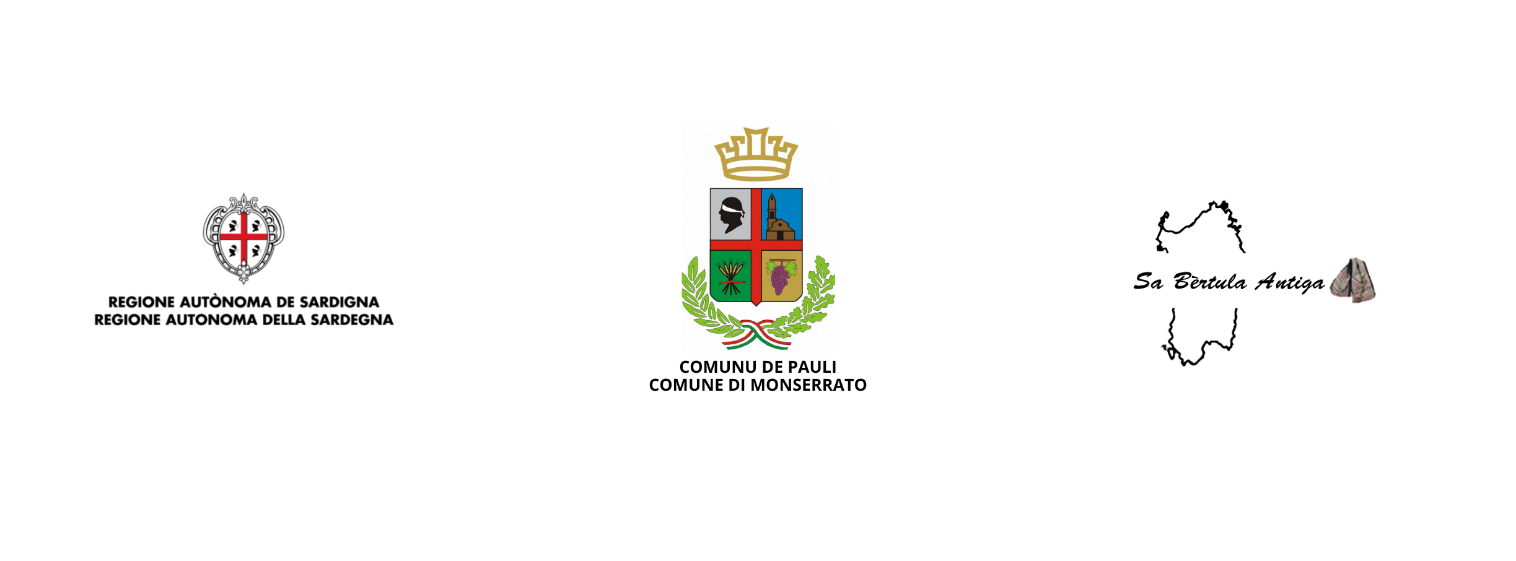 REGIONE AUTÒNOMA DE SARDIGNA
REGIONE AUTONOMA DELLA SARDEGNA
COMUNU DE PAULI
COMUNE DI MONSERRATO
Sa Bèrtula Antiga